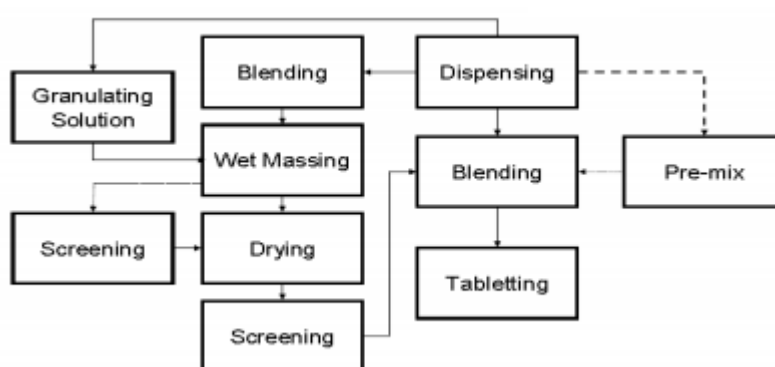 Blending
Dispensing
Granulating
Solution
Wet Massing
Blending
Pre-mix
Screening
Drying
Tabletting
Screening